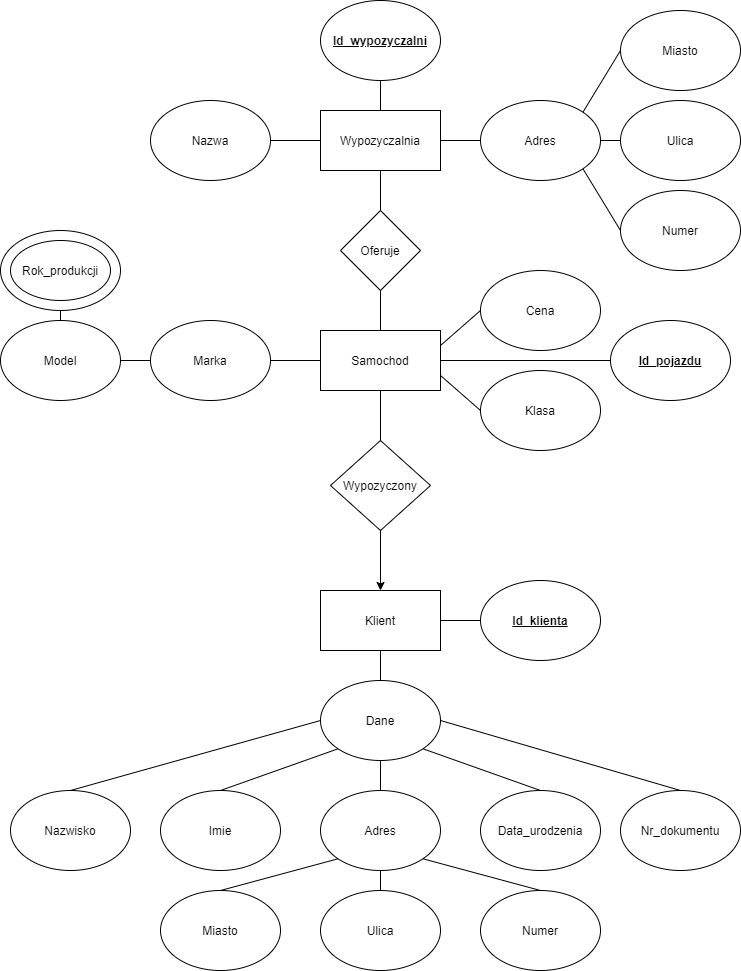 Id_wypozyczalni
Miasto
Nazwa
Wypozyczalnia
Adres
Ulica
Numer
Oferuje
Rok_produkcji
Cena
Model
Marka
Samochod
Id_pojazdu
Klasa
Wypozyczony
Klient
Id_klienta
Dane
Nazwisko
Imie
Adres
Data_urodzenia
Nr_dokumentu
Miasto
Ulica
Numer